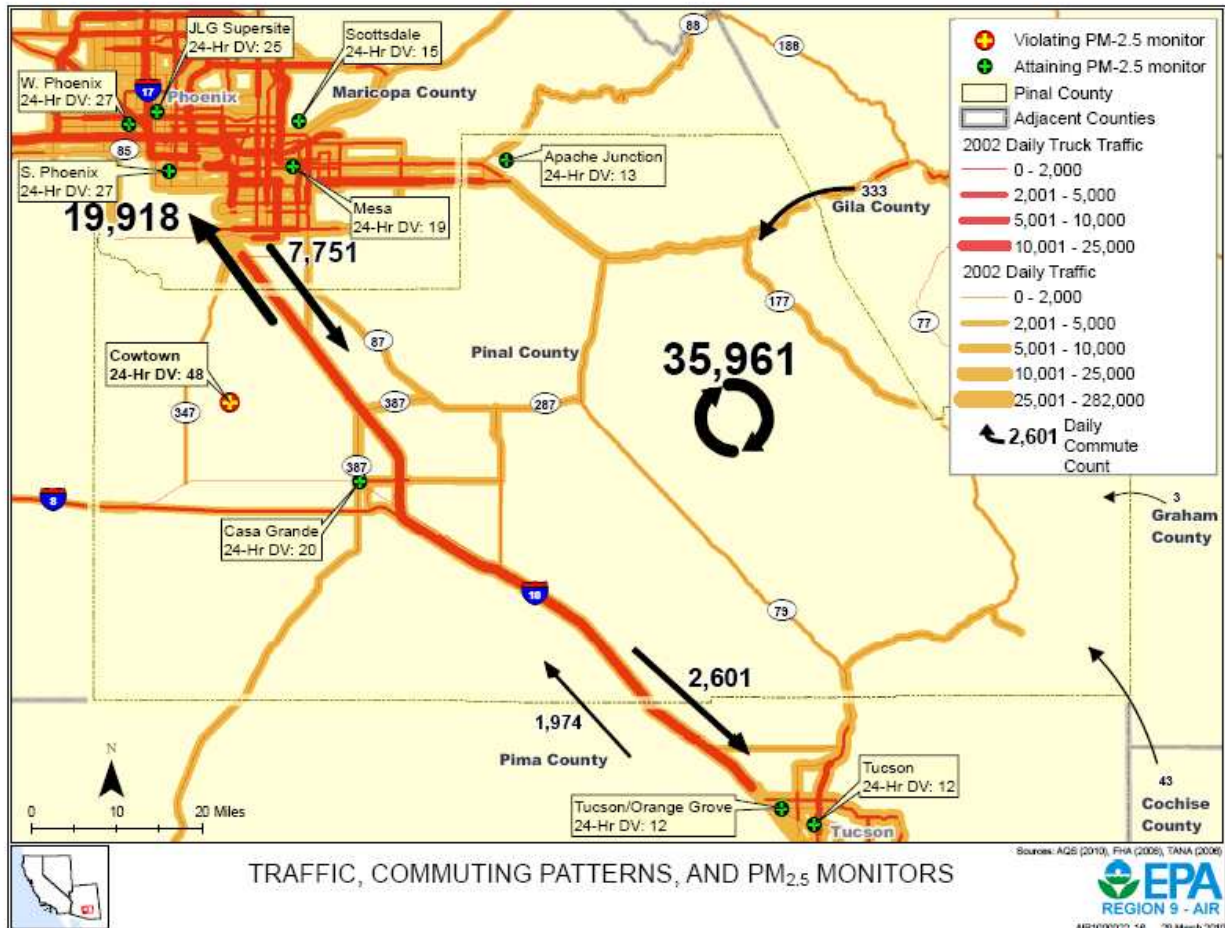 JLG Supersite
24-Hr DV: 25
Scottsdale
24-Hr DV: 15
W. Phoenix
24-Hr DV: 27
17
Phoenix
Maricopa County
85
S. Phoenix
24-Hr DV: 27
Mesa
24-Hr DV: 19
Apache Junction
24-Hr DV: 13
88
188
333
Gila County
19,918
7,751
177
77
87
Pinal County
35,961
Cowtown
24-Hr DV: 48
347
387
287
387
8
Casa Grande
24-Hr DV: 20
10
79
3
Graham
County
2,601
1,974
Pima County
43
Cochise
County
Tucson
24-Hr DV: 12
Tucson/Orange Grove
24-Hr DV: 12
Tucson
N
0 10 20 Miles
Violating PM-2.5 monitor
Attaining PM-2.5 monitor
Pinal County
Adjacent Counties
2002 Daily Truck Traffic
0 - 2,000
2,001 - 5,000
5,001 - 10,000
10,001 - 25,000
2002 Daily Traffic
0 - 2,000
2,001 - 5,000
5,001 - 10,000
10,001 - 25,000
25,001 - 282,000
2,601 Daily
Commute
Count
TRAFFIC, COMMUTING PATTERNS, AND PM2.5 MONITORS
Sources: AQS (2010), FHA (2006), TANA (2006)
EPA
REGION 9 - AIR